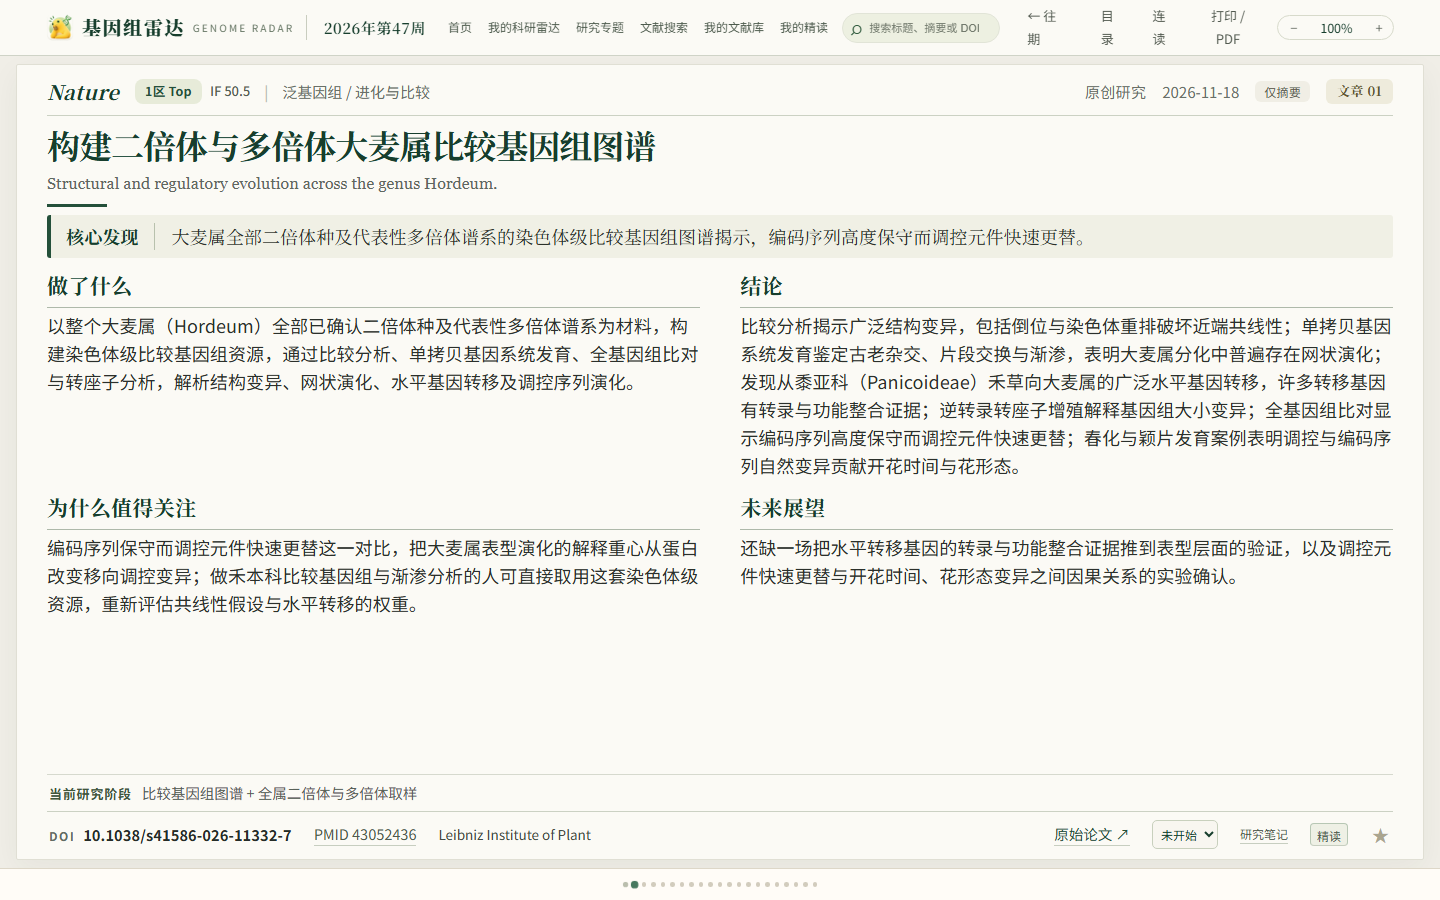 基因组雷达 GENOME RADAR 2026年第47周 首页 我的科研雷达 研究专题 文献搜索 我的文献库 我的精读 搜索标题、摘要或 DOI ← 往期 目录 连读 打印 / PDF − 100% +
Nature 1区 Top IF 50.5 | 泛基因组 / 进化与比较 原创研究 2026-11-18 仅摘要 文章 01
构建二倍体与多倍体大麦属比较基因组图谱
Structural and regulatory evolution across the genus Hordeum.
核心发现 大麦属全部二倍体种及代表性多倍体谱系的染色体级比较基因组图谱揭示，编码序列高度保守而调控元件快速更替。
做了什么
以整个大麦属（Hordeum）全部已确认二倍体种及代表性多倍体谱系为材料，构
建染色体级比较基因组资源，通过比较分析、单拷贝基因系统发育、全基因组比对
与转座子分析，解析结构变异、网状演化、水平基因转移及调控序列演化。
结论
比较分析揭示广泛结构变异，包括倒位与染色体重排破坏近端共线性；单拷贝基因
系统发育鉴定古老杂交、片段交换与渐渗，表明大麦属分化中普遍存在网状演化；
发现从黍亚科（Panicoideae）禾草向大麦属的广泛水平基因转移，许多转移基因
有转录与功能整合证据；逆转录转座子增殖解释基因组大小变异；全基因组比对显
示编码序列高度保守而调控元件快速更替；春化与颖片发育案例表明调控与编码序
列自然变异贡献开花时间与花形态。
为什么值得关注
编码序列保守而调控元件快速更替这一对比，把大麦属表型演化的解释重心从蛋白
改变移向调控变异；做禾本科比较基因组与渐渗分析的人可直接取用这套染色体级
资源，重新评估共线性假设与水平转移的权重。
未来展望
还缺一场把水平转移基因的转录与功能整合证据推到表型层面的验证，以及调控元
件快速更替与开花时间、花形态变异之间因果关系的实验确认。
当前研究阶段 比较基因组图谱 + 全属二倍体与多倍体取样
DOI 10.1038/s41586-026-11332-7 PMID 43052436 Leibniz Institute of Plant 原始论文 ↗ 未开始 研究笔记 精读 ★